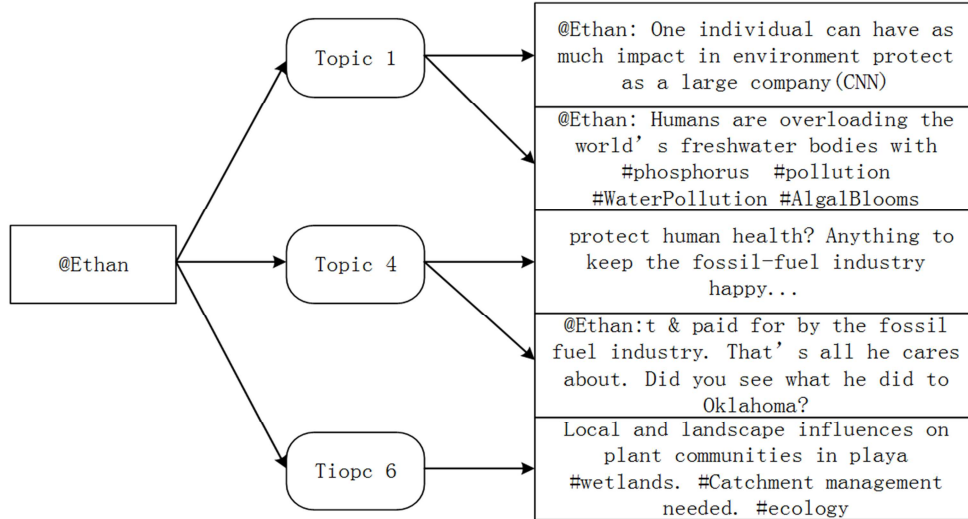 @Ethan
Topic 1
Topic 4
Tiopc 6
@Ethan: One individual can have as
much impact in environment protect
as a large company(CNN)
@Ethan: Humans are overloading the
world’s freshwater bodies with
#phosphorus #pollution
#WaterPollution #AlgalBlooms
protect human health? Anything to
keep the fossil-fuel industry
happy...
@Ethan:t & paid for by the fossil
fuel industry. That’s all he cares
about. Did you see what he did to
Oklahoma?
Local and landscape influences on
plant communities in playa
#wetlands. #Catchment management
needed. #ecology